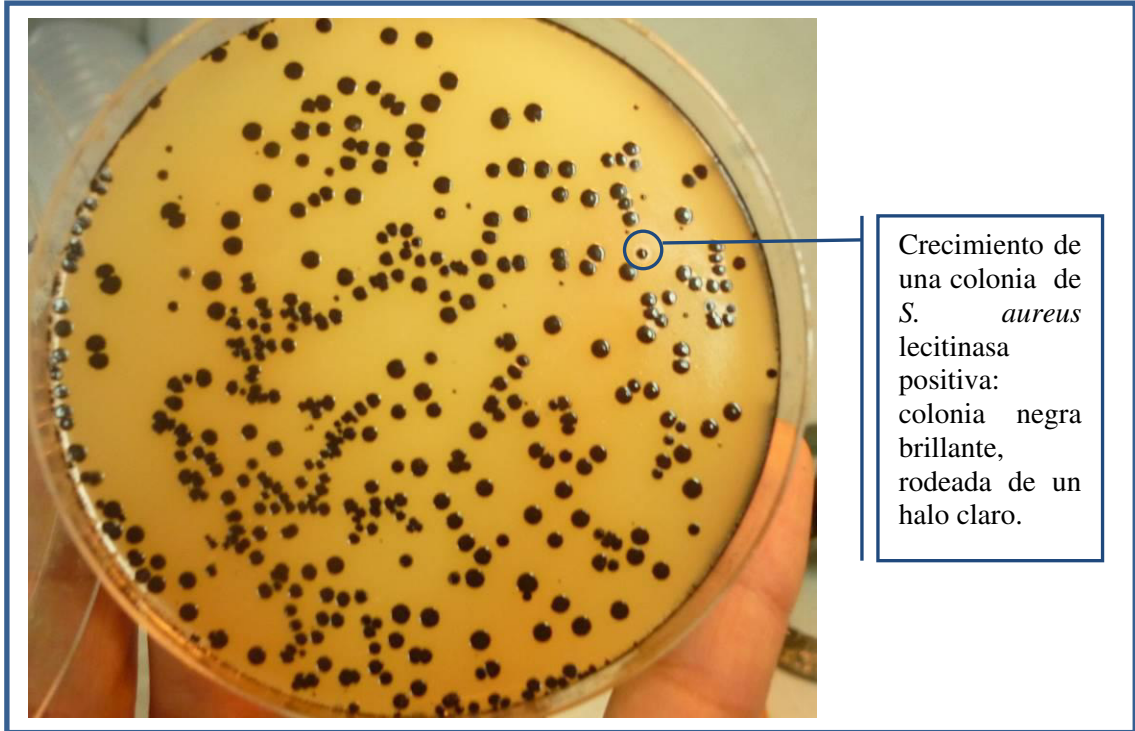 Crecimiento de
una colonia de
S. aureus
lecitinasa
positiva:
colonia negra
brillante,
rodeada de un
halo claro.